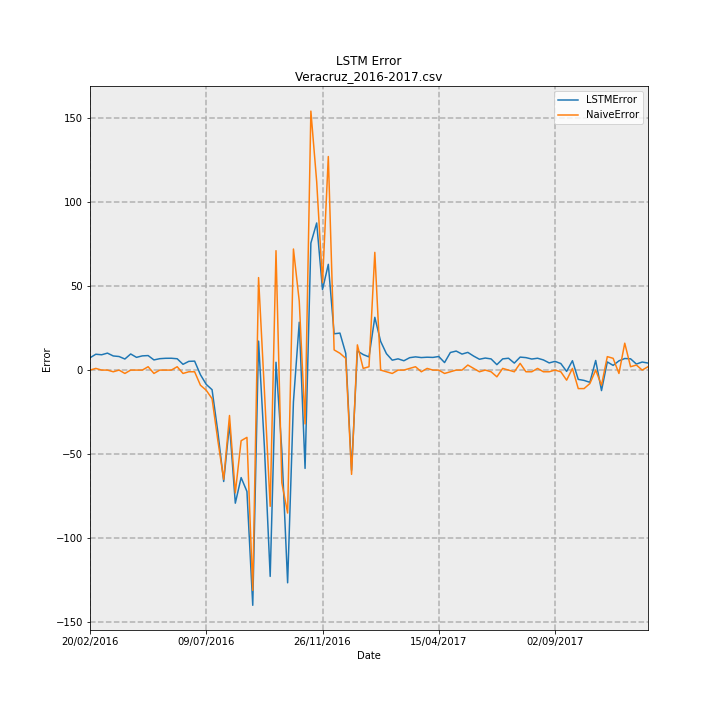 LSTM Error
Veracruz_2016-2017.csv
LSTMError
NaiveError
150
100
50
0
−50
−100
−150
Error
20/02/2016 09/07/2016 26/11/2016 15/04/2017 02/09/2017
Date